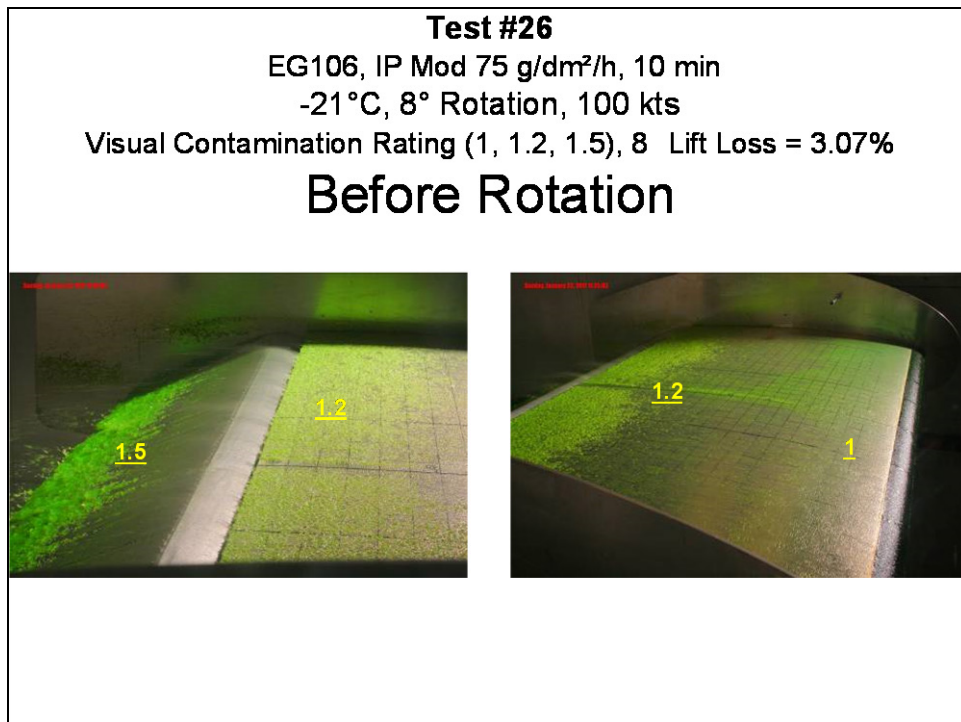 Test #26
EG106, IP Mod 75 g/dm²/h, 10 min
-21°C, 8° Rotation, 100 kts
Visual Contamination Rating (1, 1.2, 1.5), 8 Lift Loss = 3.07%
Before Rotation
1.2
1.5
1.2
1